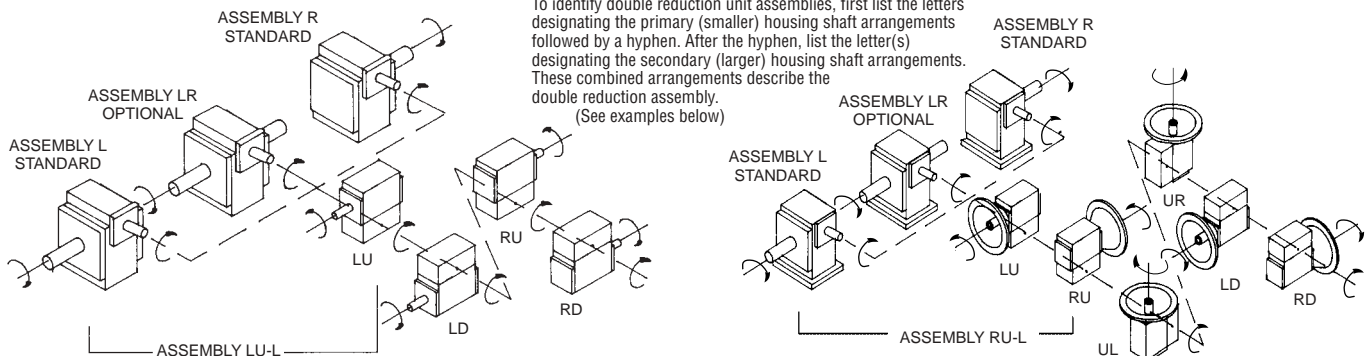 To identify double reduction unit assemblies, first list the letters
designating the primary (smaller) housing shaft arrangements
followed by a hyphen. After the hyphen, list the letter(s)
designating the secondary (larger) housing shaft arrangements.
These combined arrangements describe the
double reduction assembly.
(See examples below)
ASSEMBLY R
STANDARD
ASSEMBLY LR
OPTIONAL
ASSEMBLY L
STANDARD
LU
RU
LD
RD
ASSEMBLY LU-L
ASSEMBLY R
STANDARD
ASSEMBLY LR
OPTIONAL
ASSEMBLY L
STANDARD
UR
LU
RU
LD
RD
UL
ASSEMBLY RU-L